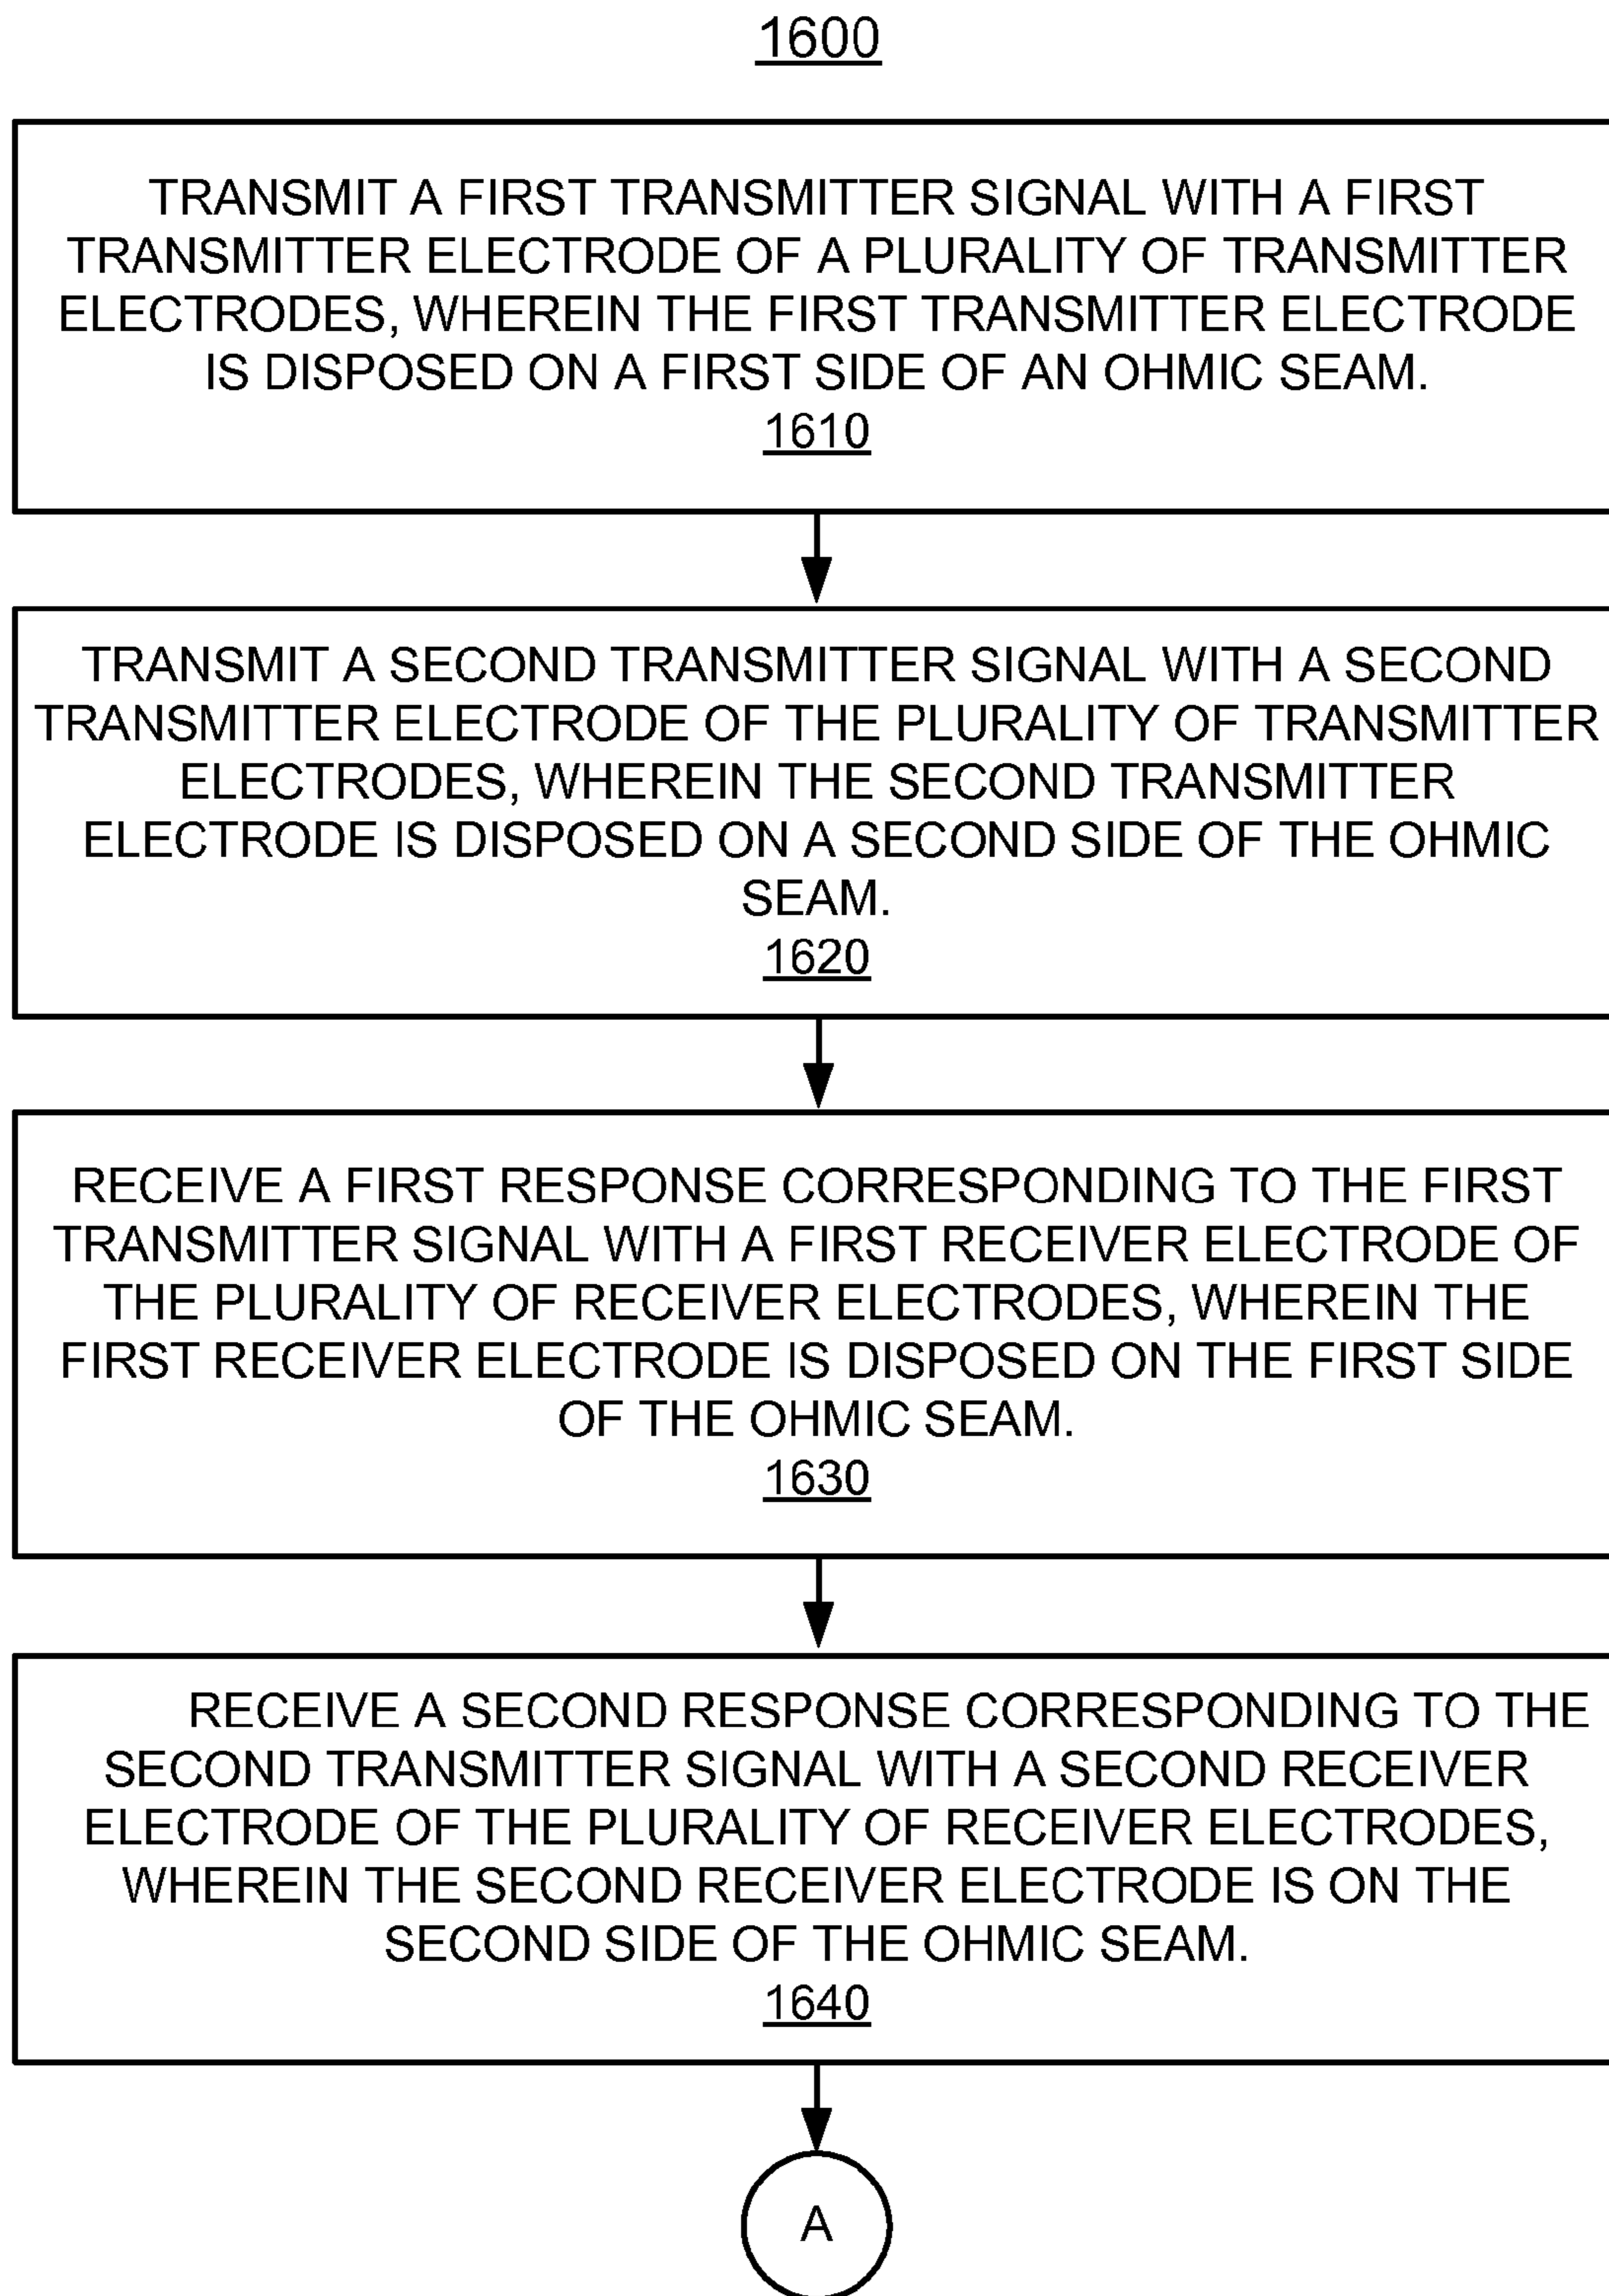 1600
TRANSMIT A FIRST TRANSMITTER SIGNAL WITH A FIRST
TRANSMITTER ELECTRODE OF A PLURALITY OF TRANSMITTER
ELECTRODES, WHEREIN THE FIRST TRANSMITTER ELECTRODE
IS DISPOSED ON A FIRST SIDE OF AN OHMIC SEAM.
1610
TRANSMIT A SECOND TRANSMITTER SIGNAL WITH A SECOND
TRANSMITTER ELECTRODE OF THE PLURALITY OF TRANSMITTER
ELECTRODES, WHEREIN THE SECOND TRANSMITTER
ELECTRODE IS DISPOSED ON A SECOND SIDE OF THE OHMIC
SEAM.
1620
RECEIVE A FIRST RESPONSE CORRESPONDING TO THE FIRST
TRANSMITTER SIGNAL WITH A FIRST RECEIVER ELECTRODE OF
THE PLURALITY OF RECEIVER ELECTRODES, WHEREIN THE
FIRST RECEIVER ELECTRODE IS DISPOSED ON THE FIRST SIDE
OF THE OHMIC SEAM.
1630
RECEIVE A SECOND RESPONSE CORRESPONDING TO THE
SECOND TRANSMITTER SIGNAL WITH A SECOND RECEIVER
ELECTRODE OF THE PLURALITY OF RECEIVER ELECTRODES,
WHEREIN THE SECOND RECEIVER ELECTRODE IS ON THE
SECOND SIDE OF THE OHMIC SEAM.
1640
A